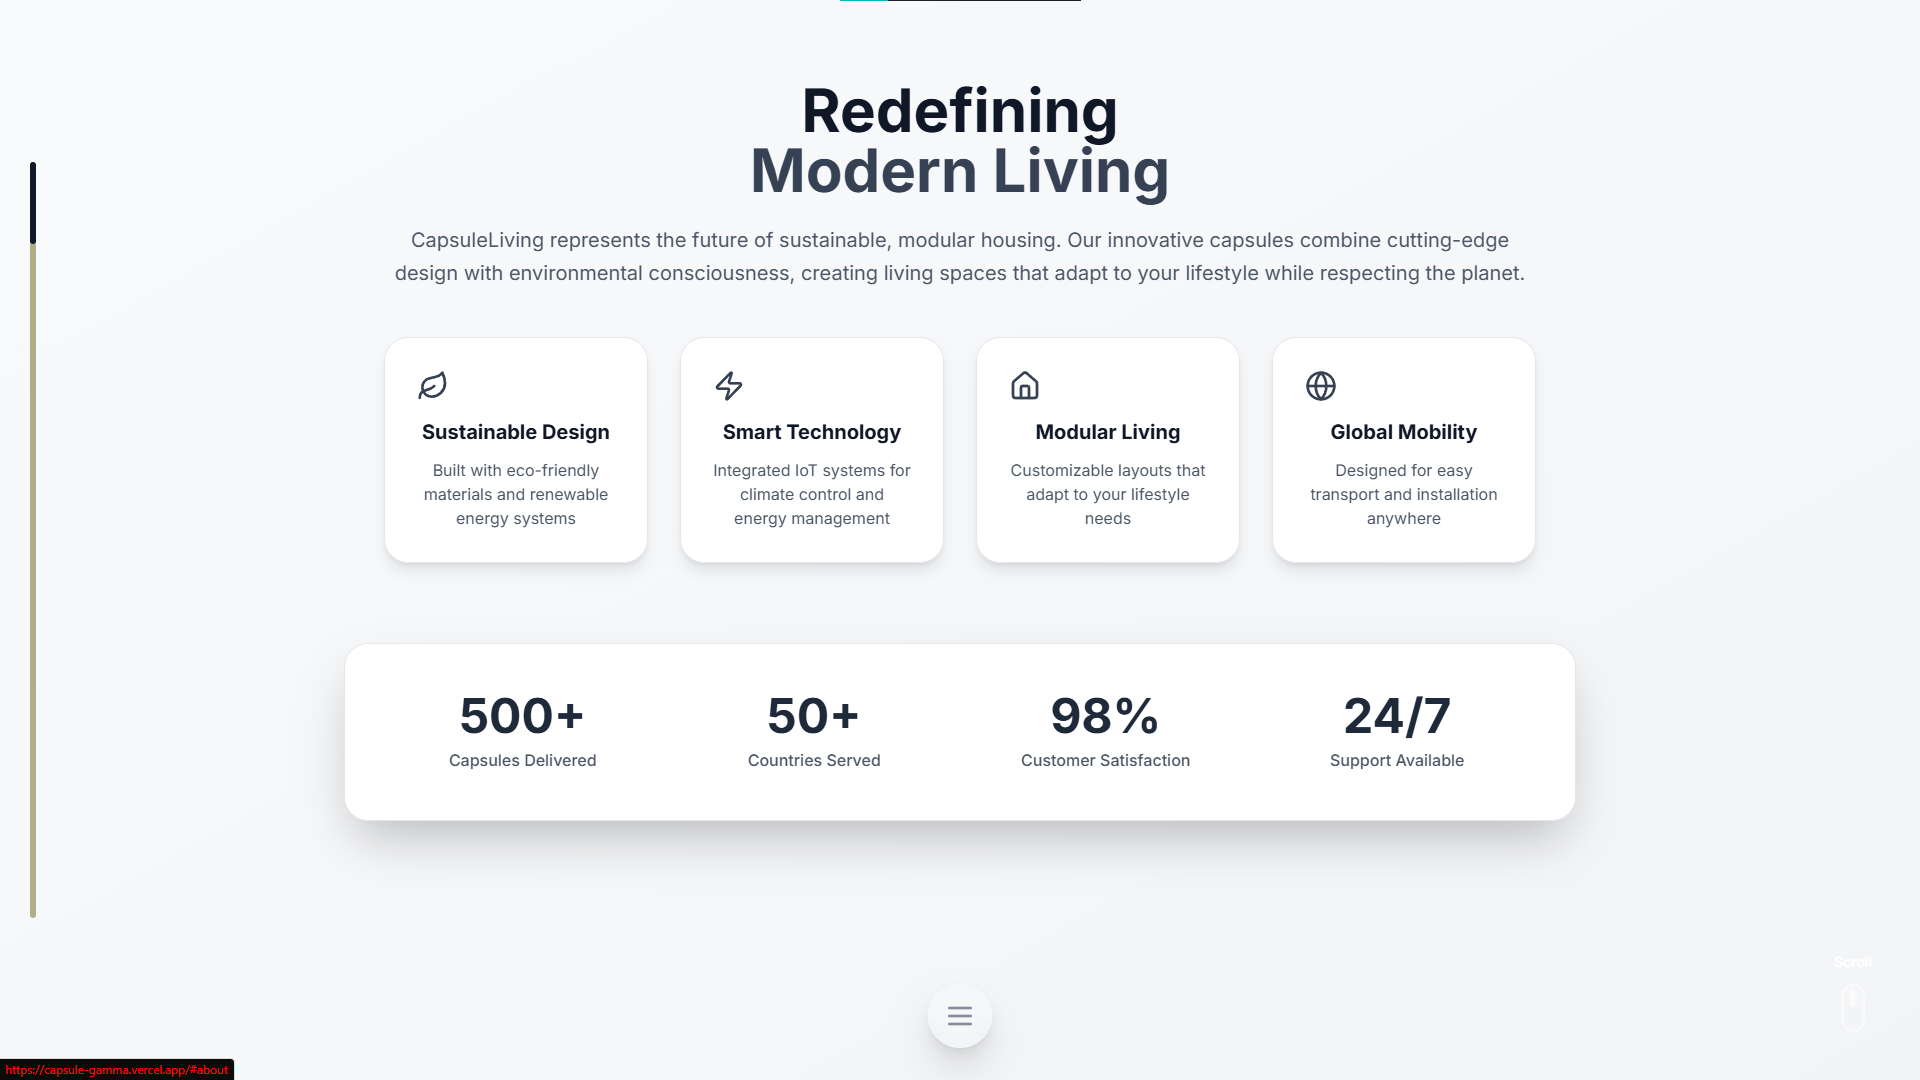 Redefining
Modern Living
CapsuleLiving represents the future of sustainable, modular housing. Our innovative capsules combine cutting-edge
design with environmental consciousness, creating living spaces that adapt to your lifestyle while respecting the planet.
Sustainable Design
Built with eco-friendly
materials and renewable
energy systems
Smart Technology
Integrated IoT systems for
climate control and
energy management
Modular Living
Customizable layouts that
adapt to your lifestyle
needs
Global Mobility
Designed for easy
transport and installation
anywhere
500+
Capsules Delivered
50+
Countries Served
98%
Customer Satisfaction
24/7
Support Available
Scroll
https://capsule-gamma.vercel.app/#about